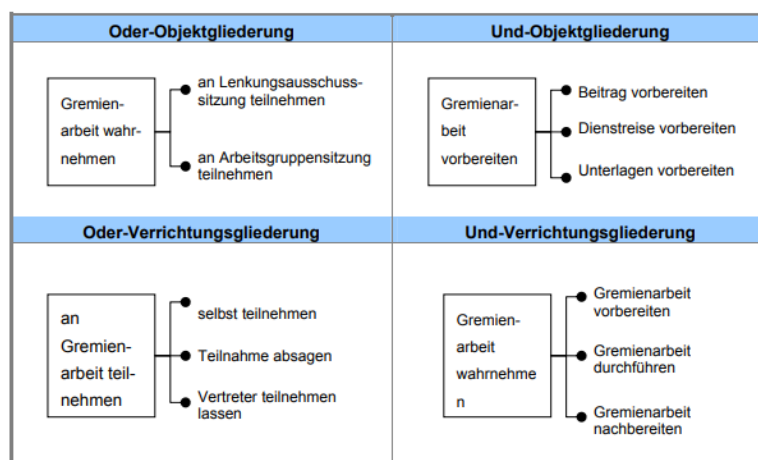 Oder-Objektgliederung
Und-Objektgliederung
Gremien-
arbeit wahr-
nehmen
an Lenkungsausschuss-
sitzung teilnehmen
an Arbeitsgruppensitzung
teilnehmen
Gremienar-
beit
vorbereiten
Beitrag vorbereiten
Dienstreise vorbereiten
Unterlagen vorbereiten
Oder-Verrichtungsgliederung
Und-Verrichtungsgliederung
an
Gremien-
arbeit teil-
nehmen
selbst teilnehmen
Teilnahme absagen
Vertreter teilnehmen
lassen
Gremien-
arbeit
wahrnehme
n
Gremienarbeit
vorbereiten
Gremienarbeit
durchführen
Gremienarbeit
nachbereiten